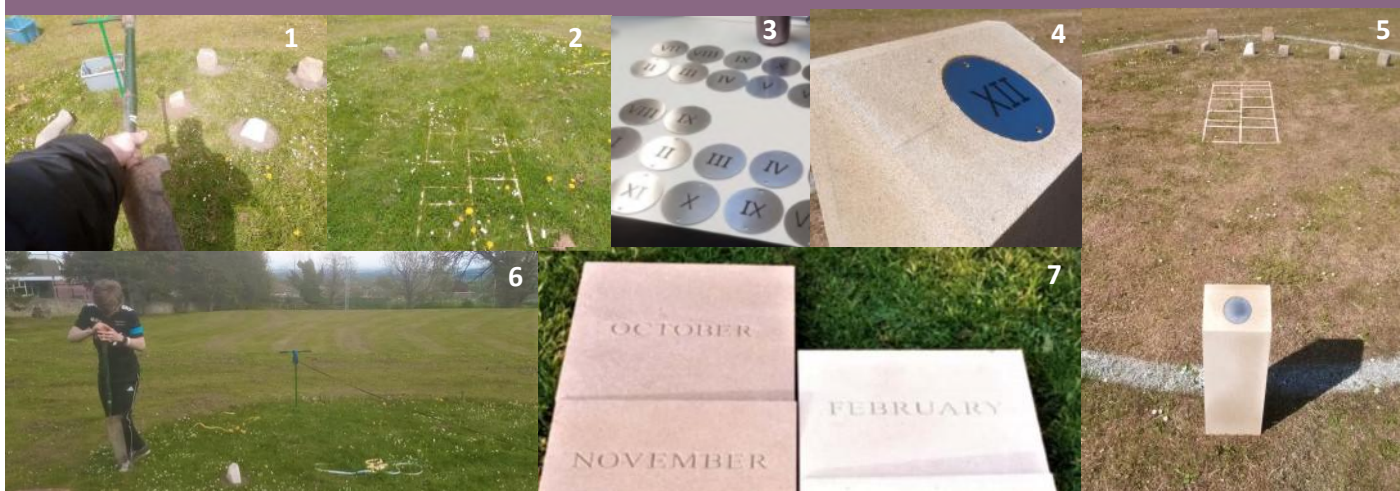 1
2
3
VII VIII IX X
II III IV V
VIII IX
II III IV
XI X IX
4
XII
5
6
7
OCTOBER
NOVEMBER
FEBRUARY